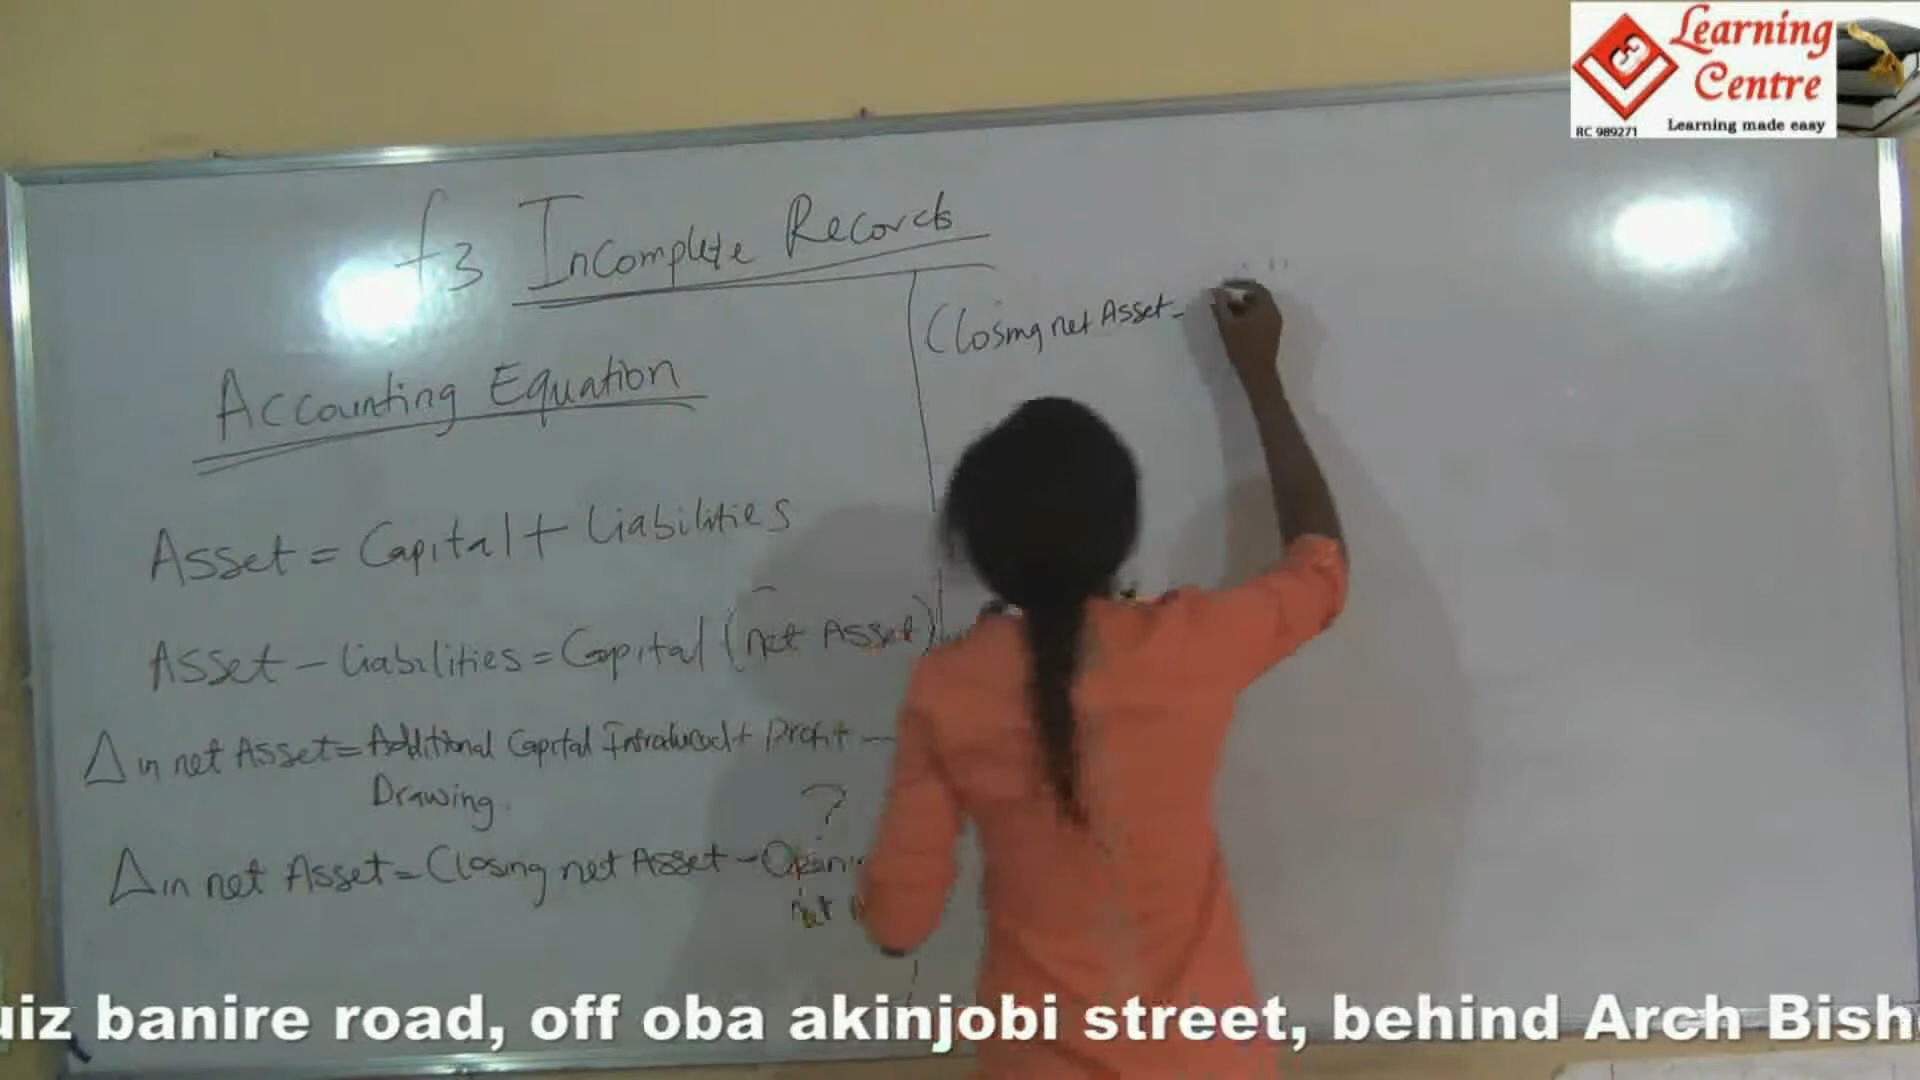 Learning
Centre
RC 989271
Learning made easy
f3 Incomplete Records
Accounting Equation
Asset = Capital + Liabilities
Asset - Liabilities = Capital (net Asset)
Δ in net Asset = Additional Capital Introduced + Profit -
Drawing.
?
Δ in net Asset = Closing net Asset - Openin
net
Closing net Asset -
uiz banire road, off oba akinjobi street, behind Arch Bish